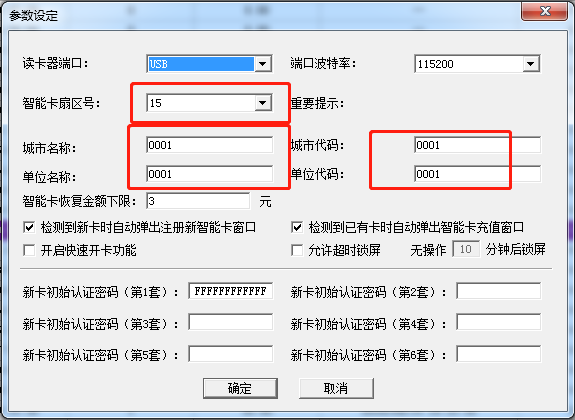 参数设定
读卡器端口： USB 端口波特率： 115200
智能卡扇区号： 15 重要提示：
城市名称： 0001 城市代码： 0001
单位名称： 0001 单位代码： 0001
智能卡恢复金额下限： 3 元
检测到新卡时自动弹出注册新智能卡窗口 检测到已有卡时自动弹出智能卡充值窗口
开启快速开卡功能 允许超时锁屏 无操作 10 分钟后锁屏
新卡初始认证密码（第1套）： FFFFFFFFFFFF 新卡初始认证密码（第2套）：
新卡初始认证密码（第3套）： 新卡初始认证密码（第4套）：
新卡初始认证密码（第5套）： 新卡初始认证密码（第6套）：
确定 取消